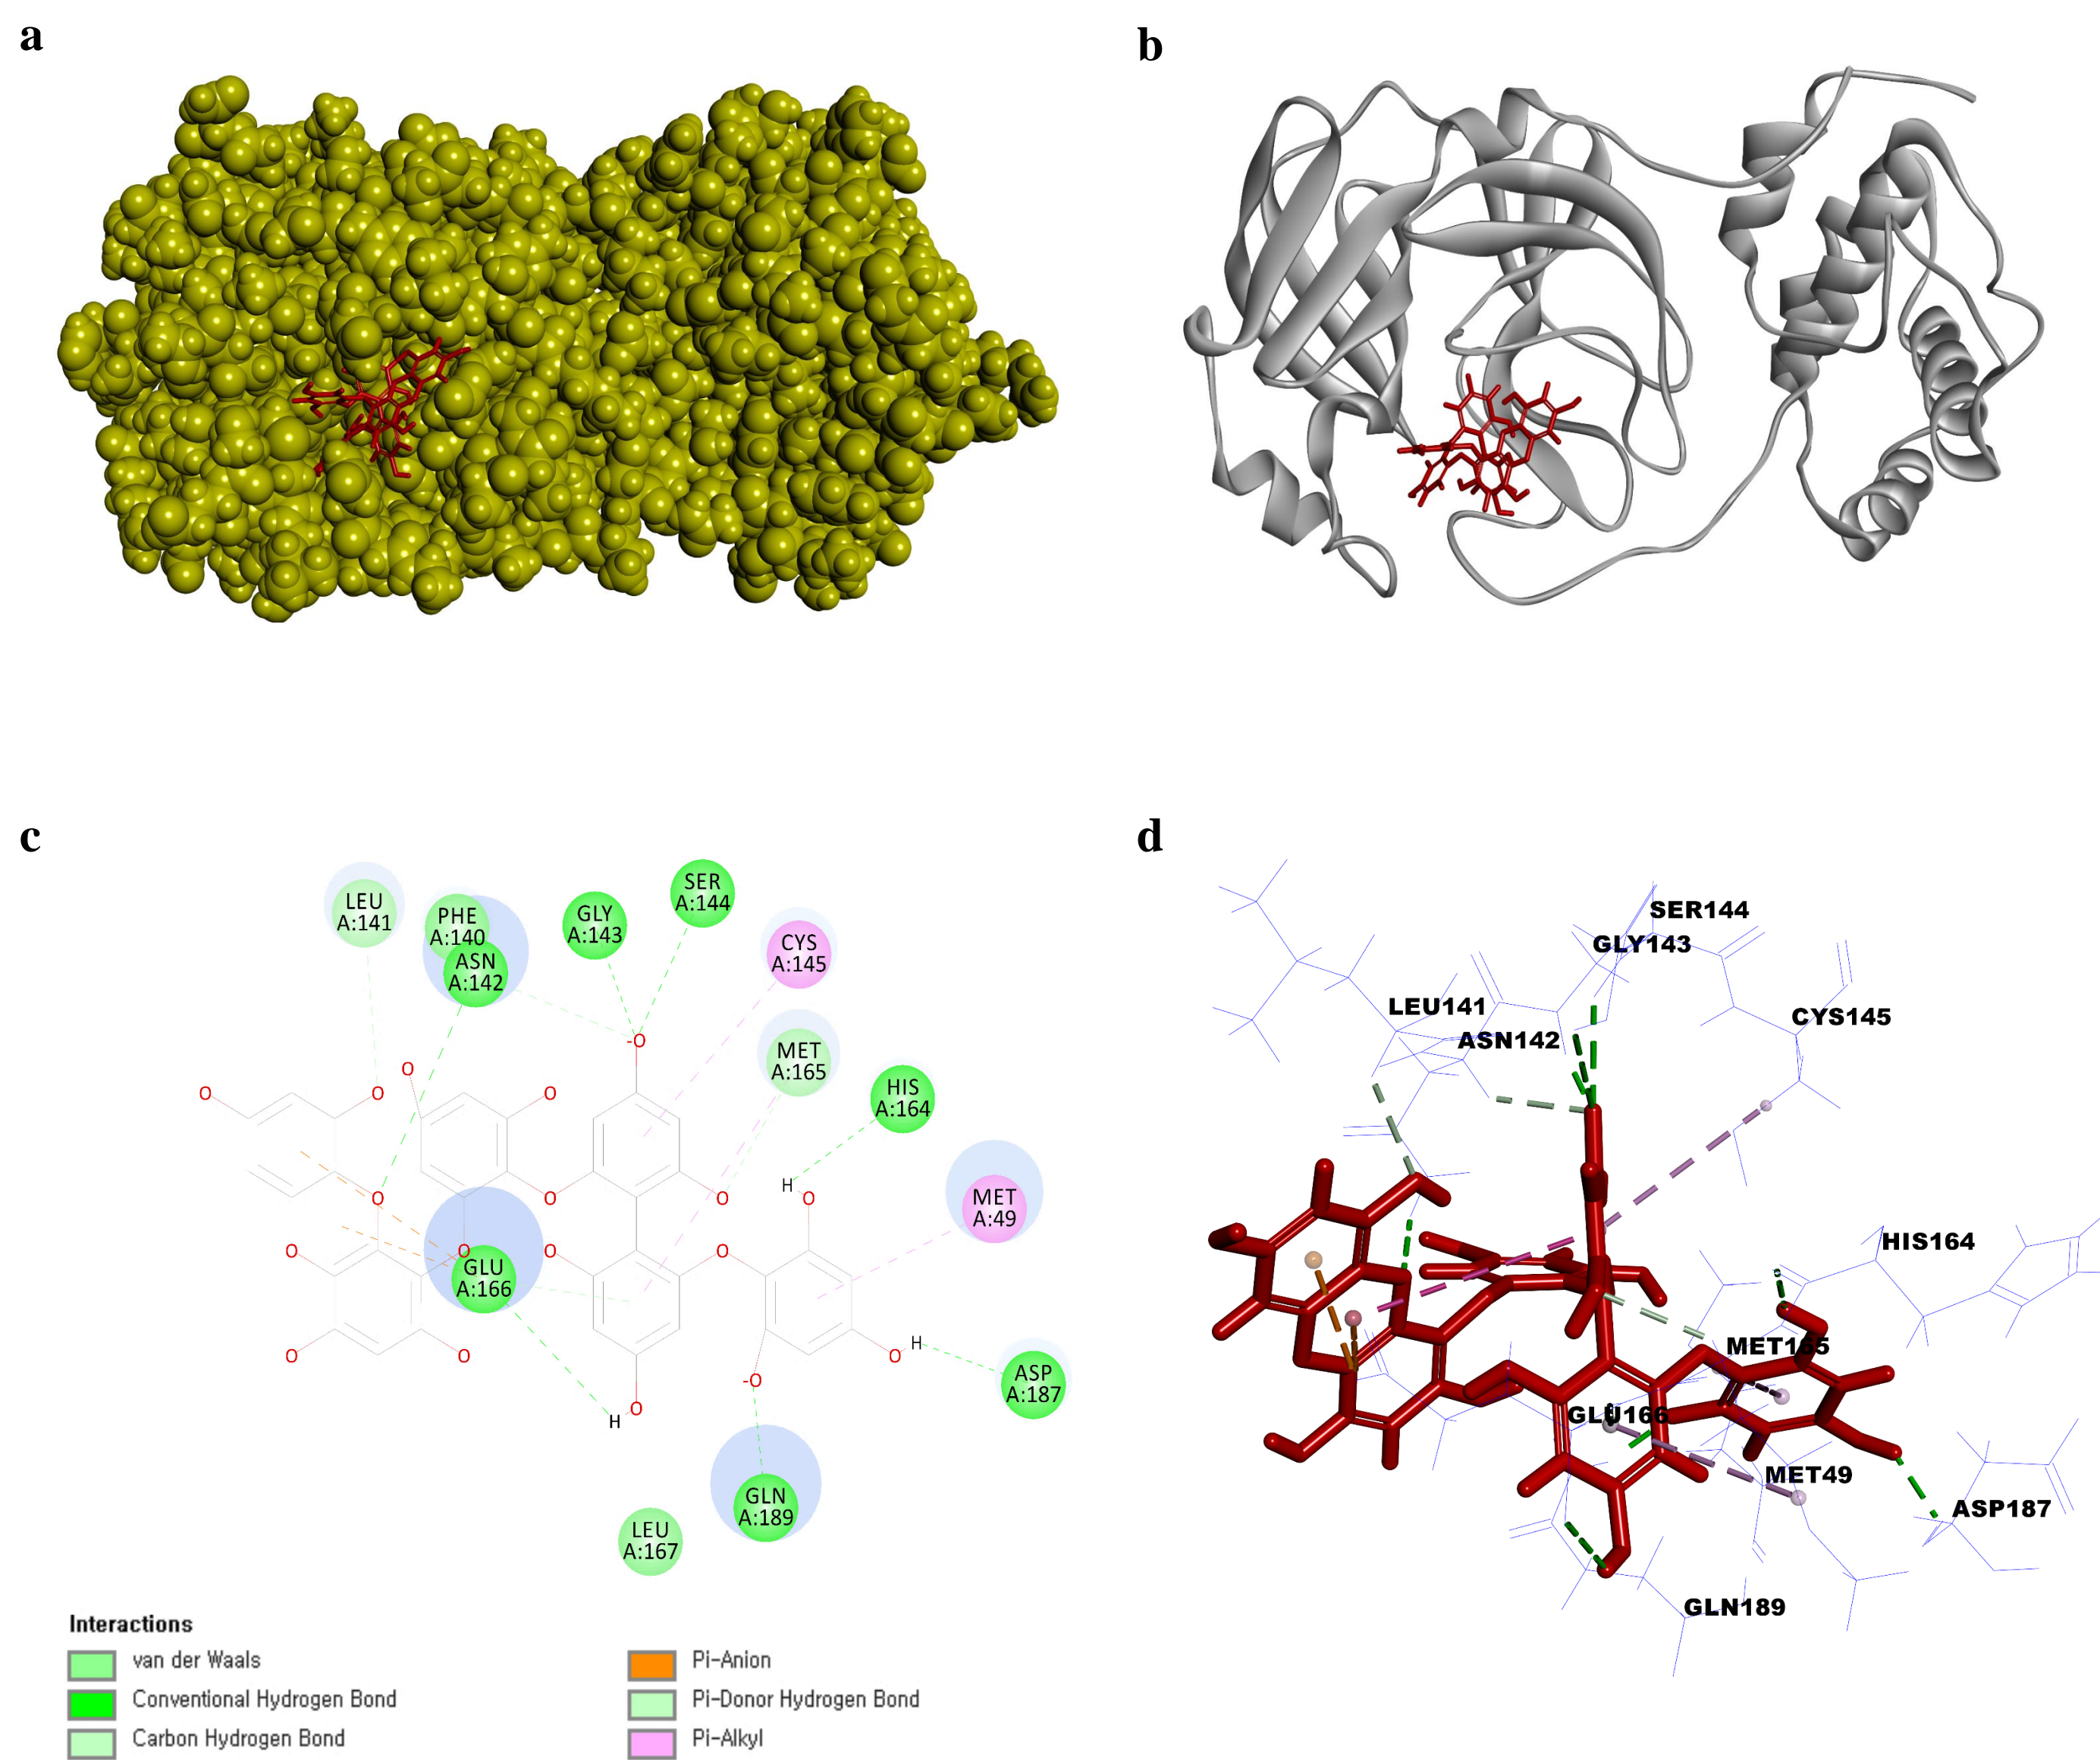 a
b
c
LEU
A:141
PHE
A:140
ASN
A:142
GLY
A:143
SER
A:144
CYS
A:145
MET
A:165
HIS
A:164
MET
A:49
GLU
A:166
ASP
A:187
GLN
A:189
LEU
A:167
-O
O
O
O
O
O
O
O
H
O
O
O
O
O
O
O
O
H
O
-O
H
O
Interactions
van der Waals
Conventional Hydrogen Bond
Carbon Hydrogen Bond
Pi-Anion
Pi-Donor Hydrogen Bond
Pi-Alkyl
d
SER144
GLY143
LEU141
ASN142
CYS145
HIS164
MET165
GLU166
MET49
ASP187
GLN189